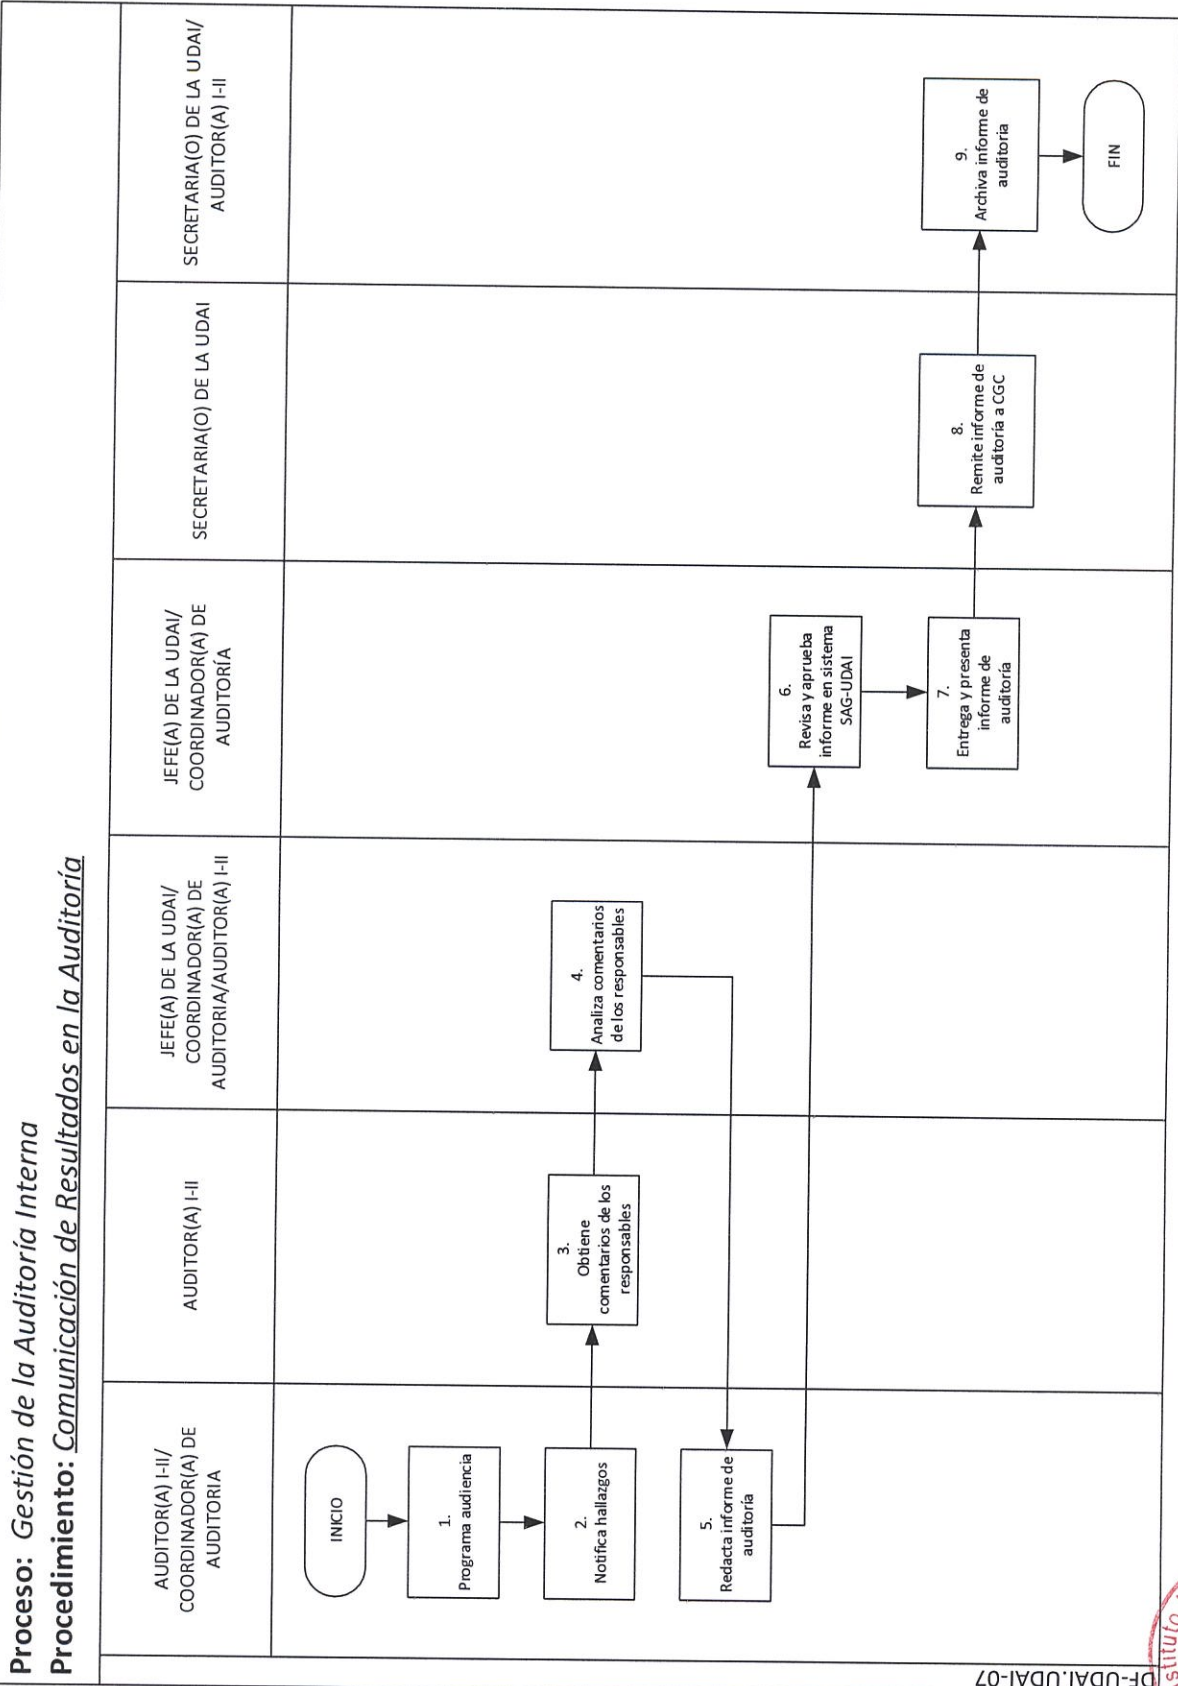 Proceso: Gestión de la Auditoría Interna
Procedimiento: Comunicación de Resultados en la Auditoría
AUDITOR(A) I-II/
COORDINADOR(A) DE
AUDITORIA
AUDITOR(A) I-II
JEFE(A) DE LA UDAI/
COORDINADOR(A) DE
AUDITORIA/AUDITOR(A) I-II
JEFE(A) DE LA UDAI/
COORDINADOR(A) DE
AUDITORÍA
SECRETARIA(O) DE LA UDAI
SECRETARIA(O) DE LA UDAI/
AUDITOR(A) I-II
INICIO
1.
Programa audiencia
2.
Notifica hallazgos
3.
Obtiene
comentarios de los
responsables
4.
Analiza comentarios
de los responsables
5.
Redacta informe de
auditoría
6.
Revisa y aprueba
informe en sistema
SAG-UDAI
7.
Entrega y presenta
informe de
auditoría
8.
Remite informe de
auditoría a CGC
9.
Archiva informe de
auditoria
FIN
DF-UDAI.UDAI-07
stituto